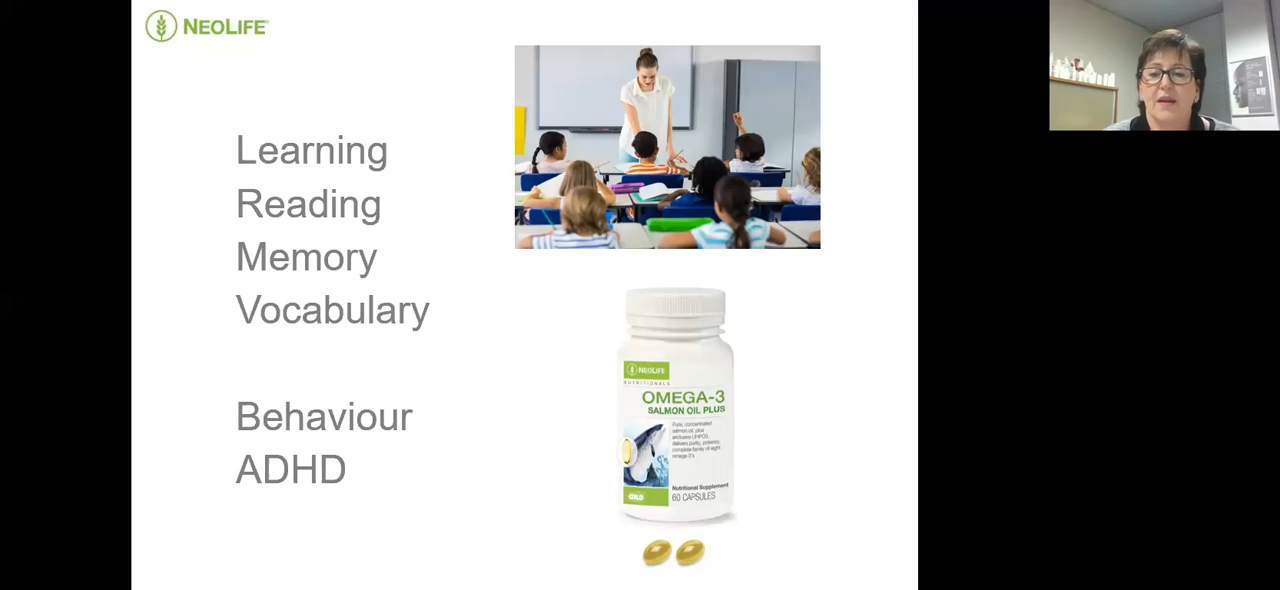 NEOLIFE
Learning
Reading
Memory
Vocabulary
Behaviour
ADHD
NEOLIFE
NUTRITIONALS
OMEGA-3
SALMON OIL PLUS
Pure, concentrated
salmon oil, plus
exclusive UHPO3,
delivers purity, potency,
complete family of eight
omega-3's
Nutritional Supplement
60 CAPSULES
GNLD